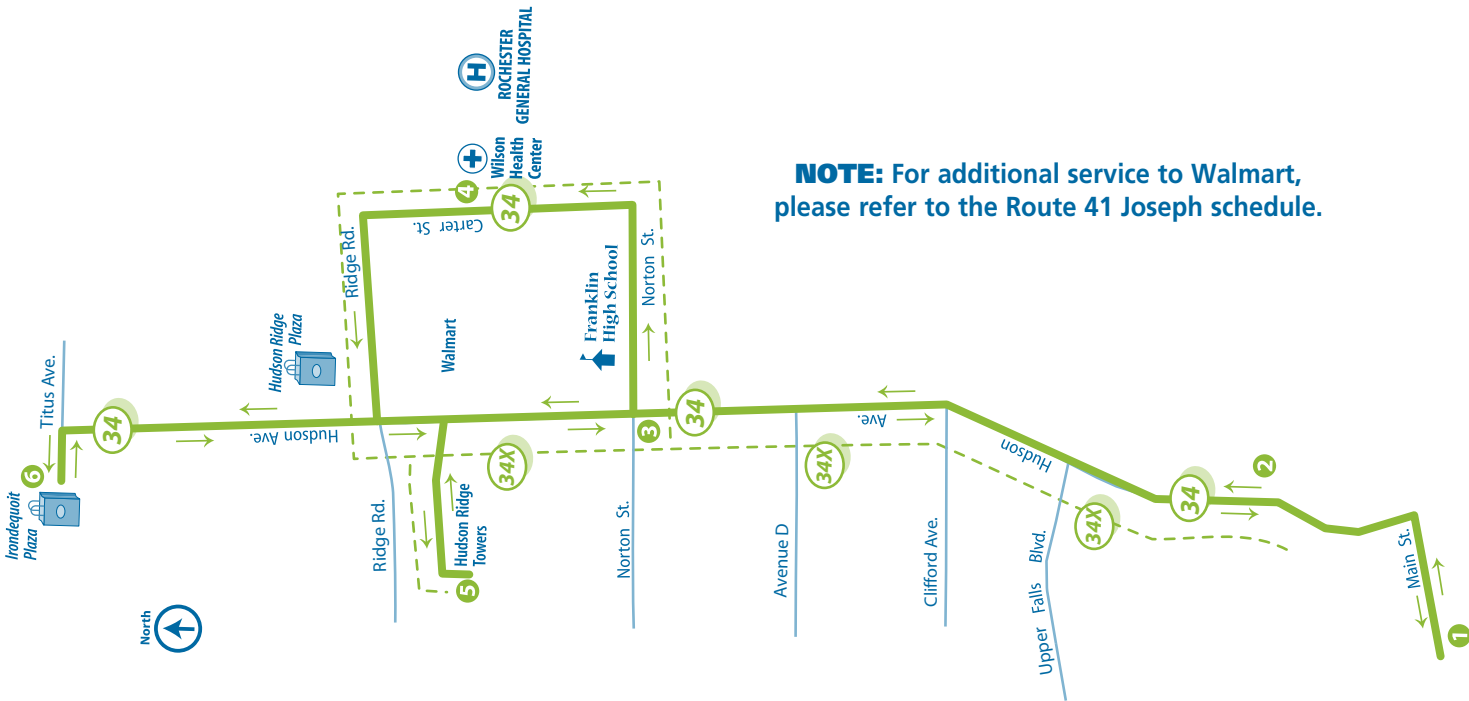 Irondequoit
Plaza
6
Titus Ave.
34
North
Hudson Ridge
Plaza
Hudson Ave.
Ridge Rd.
Ridge Rd.
Carter St.
4
34
Wilson
Health
Center
H
ROCHESTER
GENERAL HOSPITAL
Walmart
Franklin
High School
Norton St.
5
Hudson Ridge
Towers
34X
3
Norton St.
34
Avenue D
34X
Ave.
Clifford Ave.
Hudson
Upper Falls Blvd.
34X
34
2
Main St.
1
NOTE: For additional service to Walmart,
please refer to the Route 41 Joseph schedule.